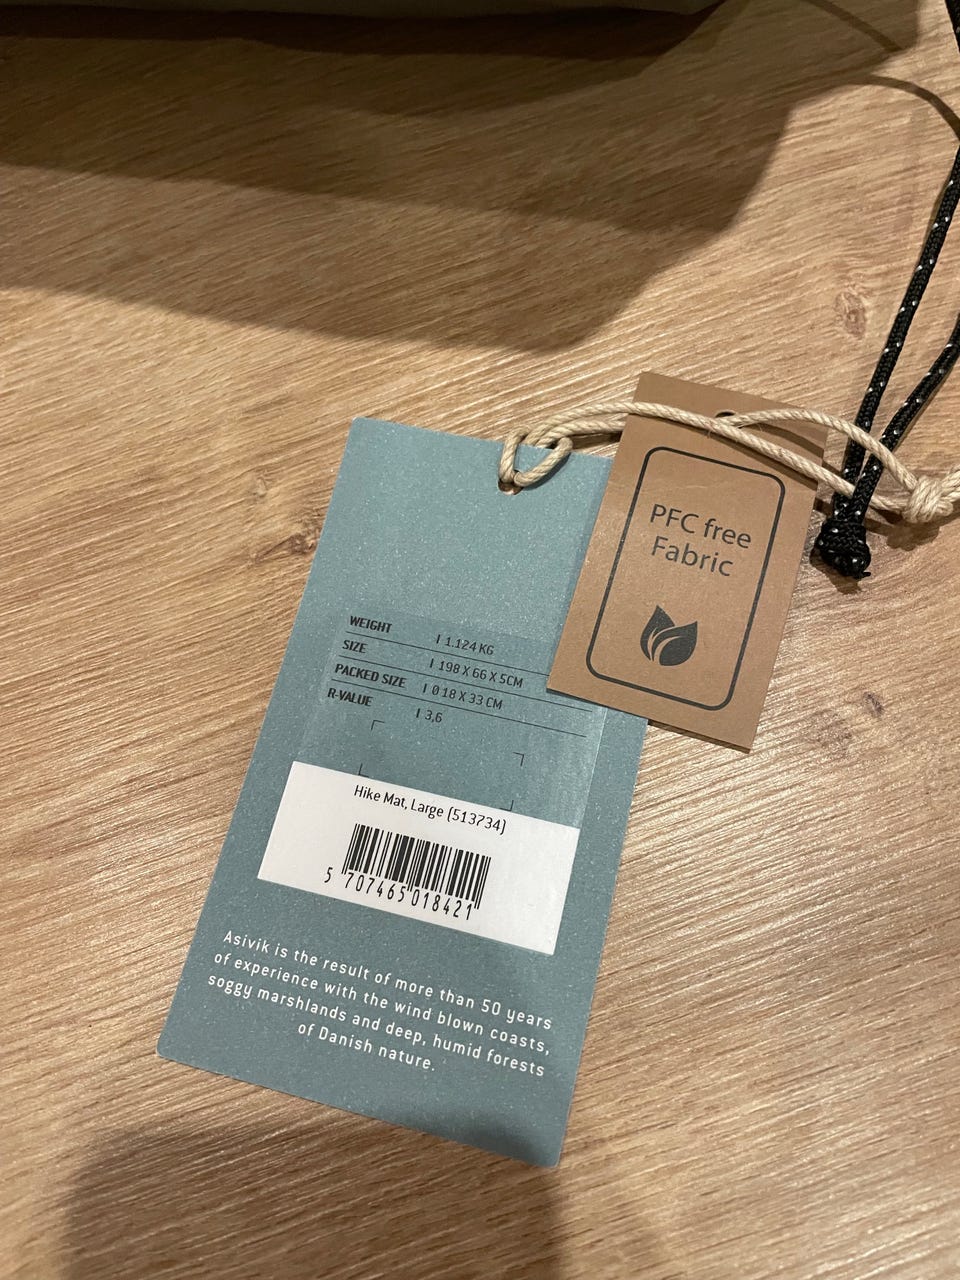 PFC free
Fabric
WEIGHT | 1.124 KG
SIZE | 198 X 66 X 5CM
PACKED SIZE | Ø 18 X 33 CM
R-VALUE | 3,6
Hike Mat, Large (513734)
5 707465 018421
Asivik is the result of more than 50 years
of experience with the wind blown coasts,
soggy marshlands and deep, humid forests
of Danish nature.